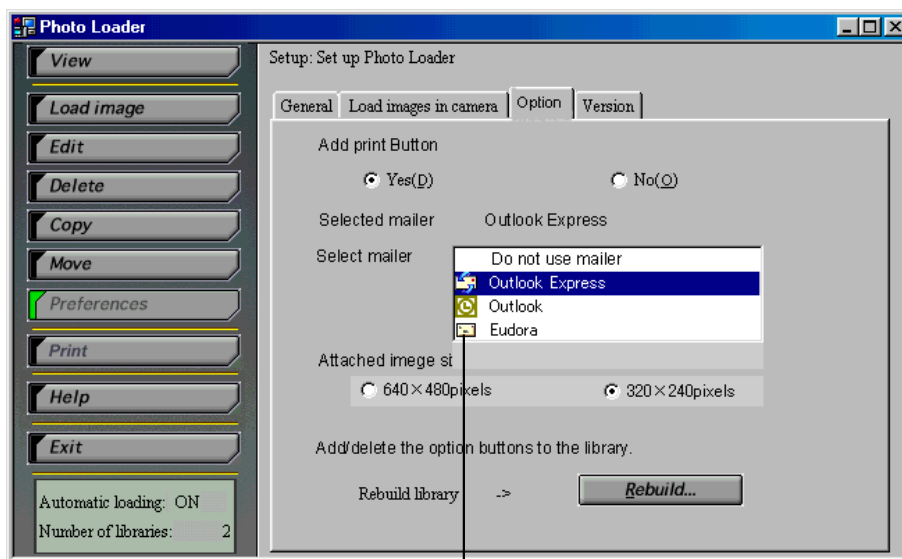 Photo Loader
View
Load image
Edit
Delete
Copy
Move
Preferences
Print
Help
Exit
Automatic loading: ON
Number of libraries: 2
Setup: Set up Photo Loader
General Load images in camera Option Version
Add print Button
Yes(D) No(O)
Selected mailer Outlook Express
Select mailer
Do not use mailer
Outlook Express
Outlook
Eudora
Attached image si
640×480pixels 320×240pixels
Add/delete the option buttons to the library.
Rebuild library -> Rebuild...